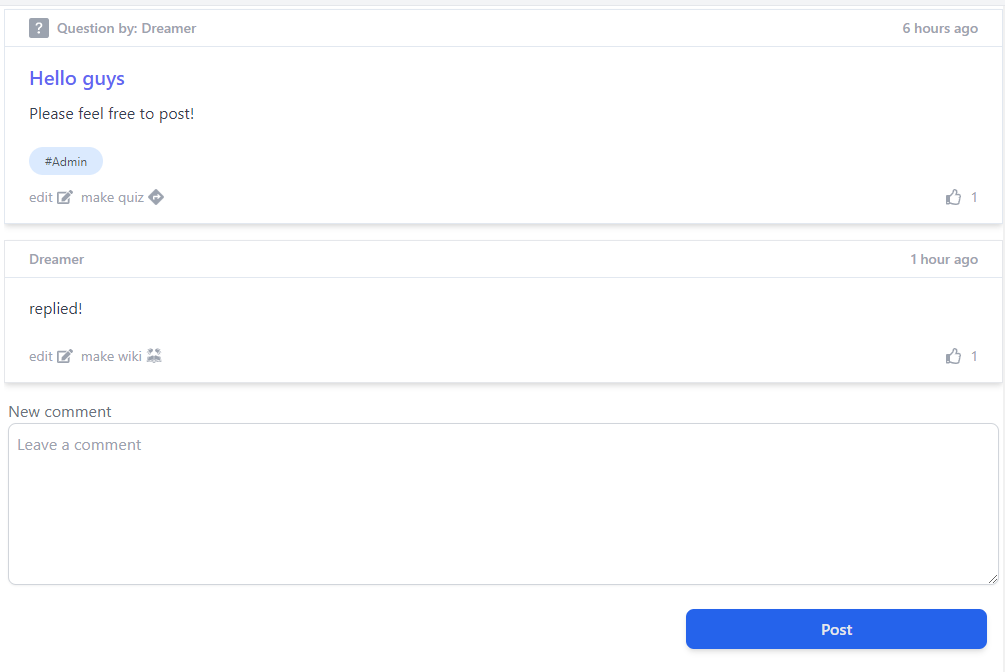 ? Question by: Dreamer 6 hours ago
Hello guys
Please feel free to post!
#Admin
edit make quiz 1
Dreamer 1 hour ago
replied!
edit make wiki 1
New comment
Leave a comment
Post